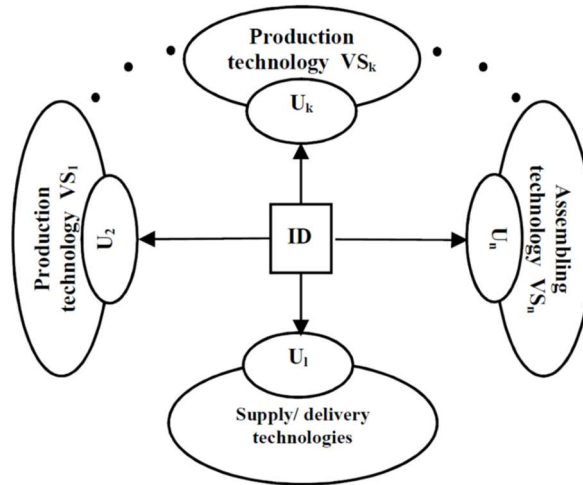 Production
technology VSₖ
Uₖ
Production
technology VS₁
U₂
ID
Uₙ
Assembling
technology VSₙ
U₁
Supply/ delivery
technologies